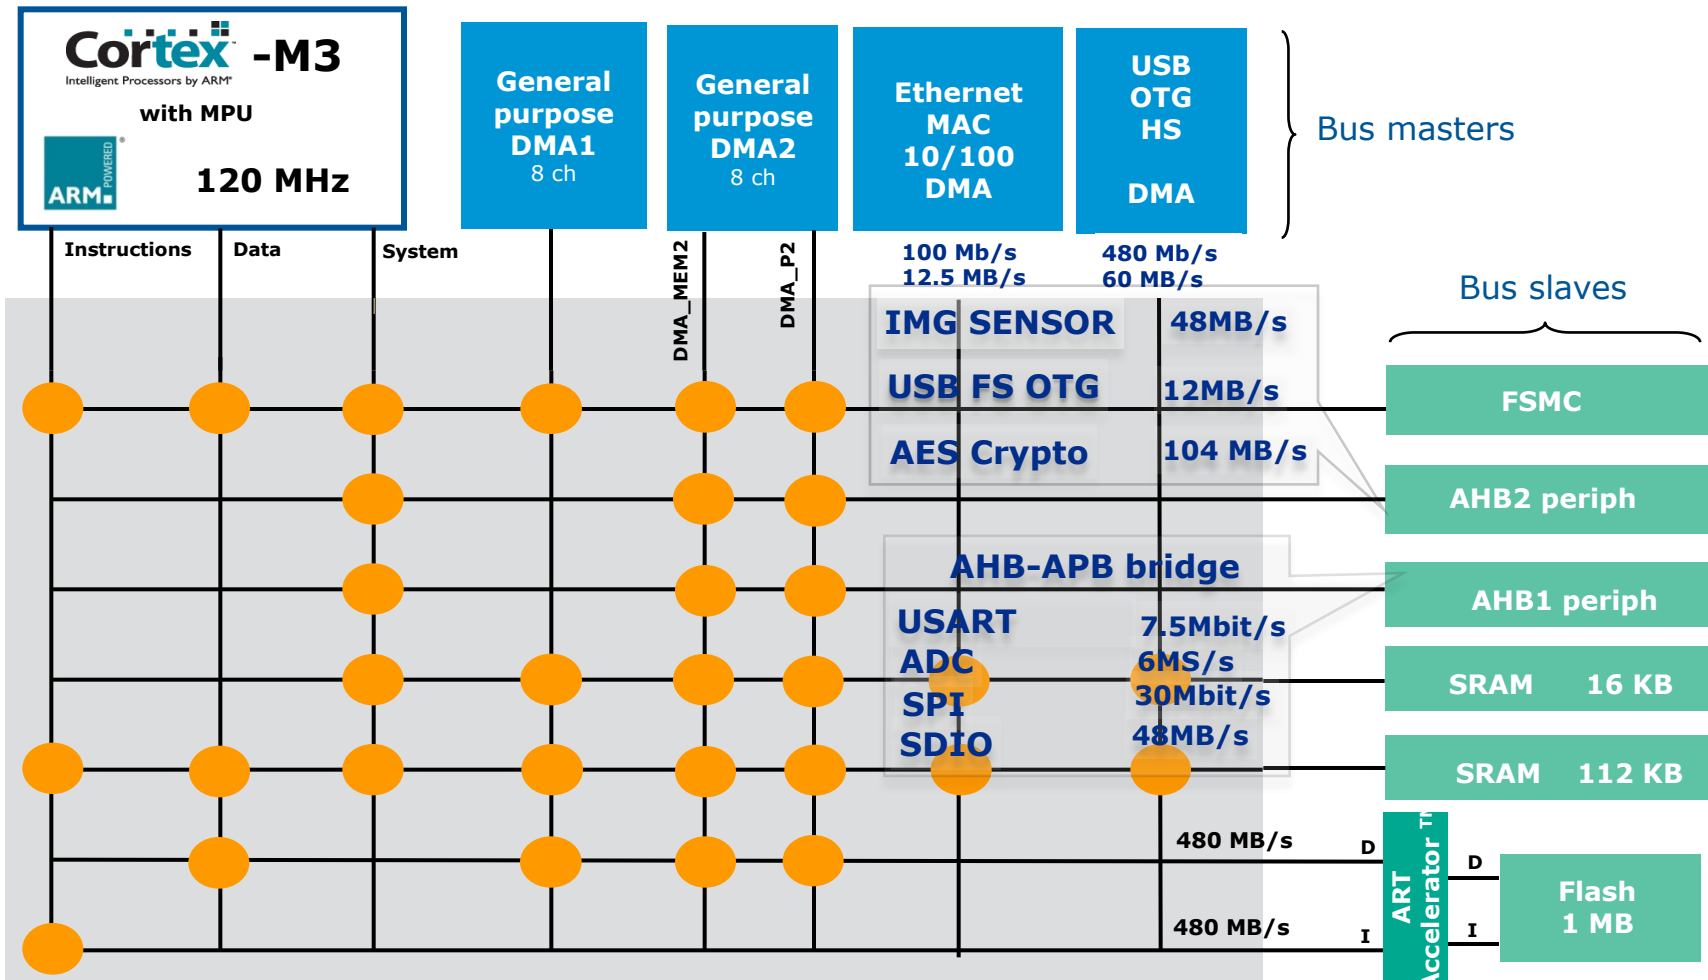 Cortex -M3
Intelligent Processors by ARM®
with MPU
ARM POWERED ®
120 MHz
General
purpose
DMA1
8 ch
General
purpose
DMA2
8 ch
Ethernet
MAC
10/100
DMA
USB
OTG
HS
DMA
Bus masters
Instructions
Data
System
DMA_MEM2
DMA_P2
100 Mb/s
12.5 MB/s
480 Mb/s
60 MB/s
Bus slaves
IMG SENSOR 48MB/s
USB FS OTG 12MB/s
AES Crypto 104 MB/s
FSMC
AHB2 periph
AHB-APB bridge
USART 7.5Mbit/s
ADC 6MS/s
SPI 30Mbit/s
SDIO 48MB/s
AHB1 periph
SRAM 16 KB
SRAM 112 KB
480 MB/s D
480 MB/s I
ART
Accelerator TM
D
I
Flash
1 MB